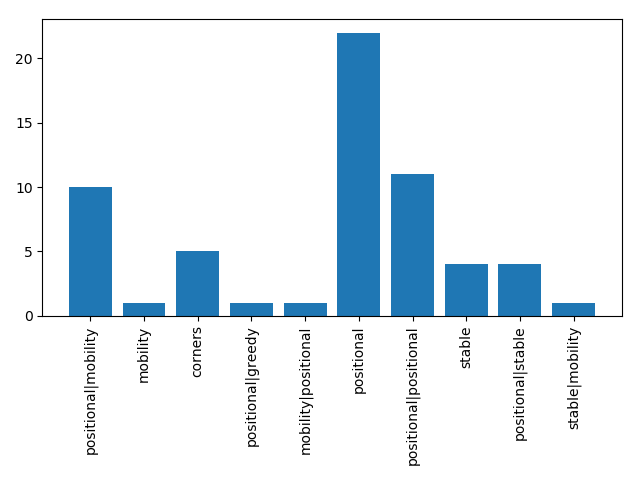 20
15
10
5
0
positional|mobility
mobility
corners
positional|greedy
mobility|positional
positional
positional|positional
stable
positional|stable
stable|mobility